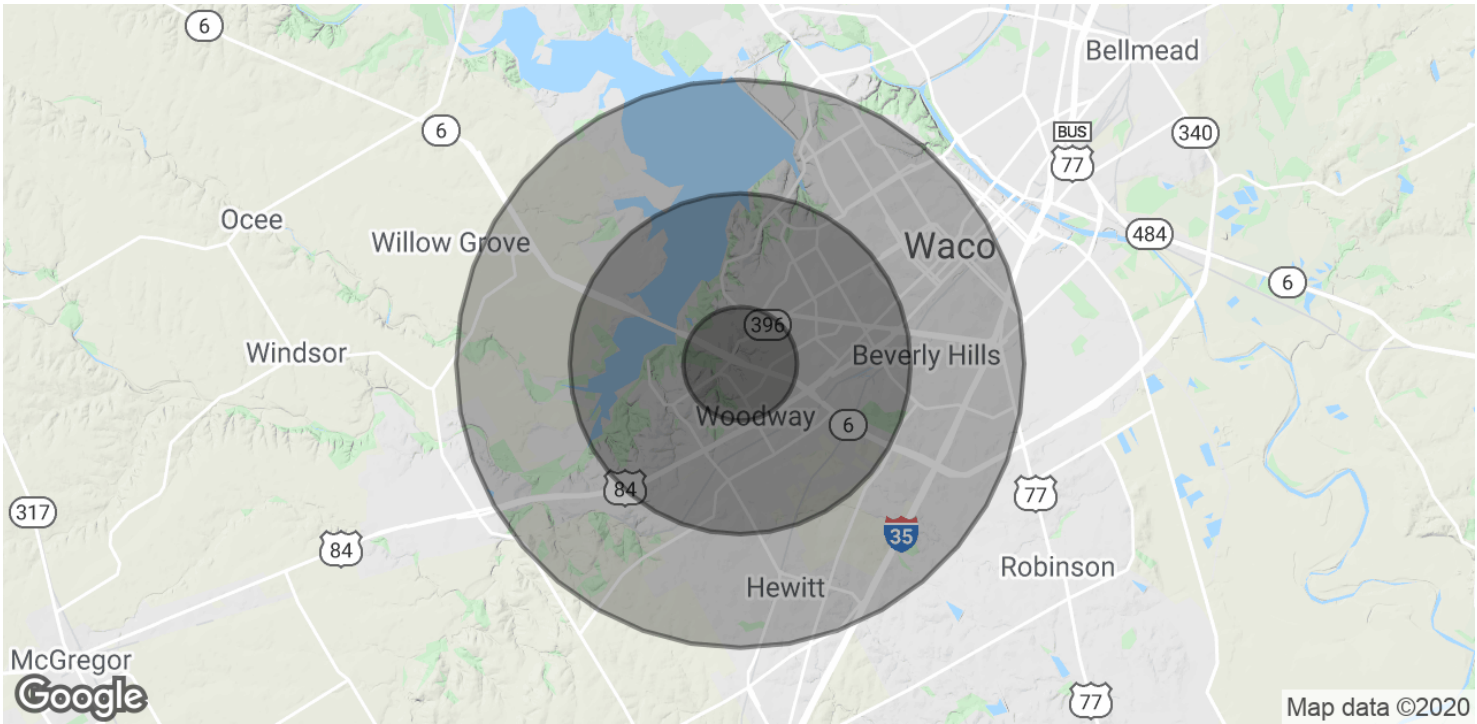 6
Bellmead
6
BUS
77
340
Ocee
Willow Grove
Waco
484
6
396
Windsor
Beverly Hills
Woodway
6
84
77
317
84
35
Robinson
Hewitt
McGregor
Google
77
Map data ©2020